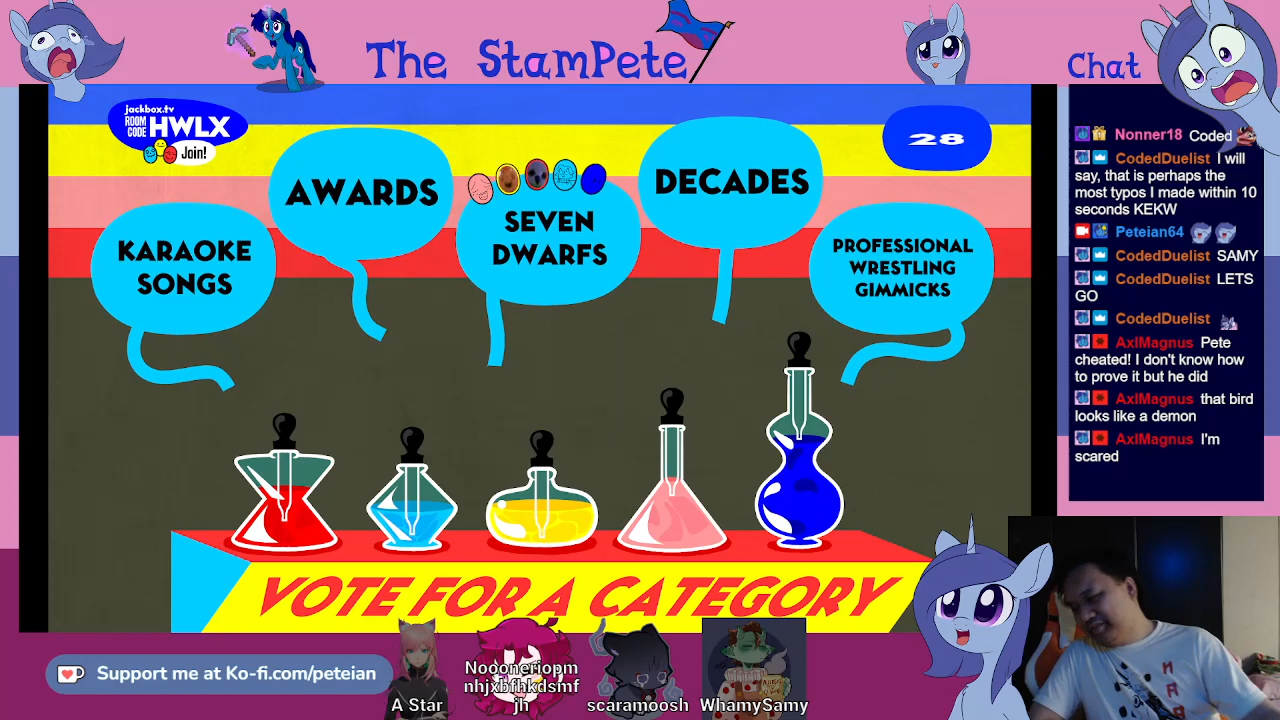 The StamPete
Chat
jackbox.tv
ROOM
CODE
HWLX
Join!
28
KARAOKE
SONGS
AWARDS
SEVEN
DWARFS
DECADES
PROFESSIONAL
WRESTLING
GIMMICKS
VOTE FOR A CATEGORY
Nonner18 Coded
CodedDuelist I will
say, that is perhaps the
most typos I made within 10
seconds KEKW
Peteian64
CodedDuelist SAMY
CodedDuelist LETS
GO
CodedDuelist
AxlMagnus Pete
cheated! I don't know how
to prove it but he did
AxlMagnus that bird
looks like a demon
AxlMagnus I'm
scared
Support me at Ko-fi.com/peteian
A Star
Noooneriopm
nhjxbfhkdsmf
jh
scaramoosh
WhamySamy